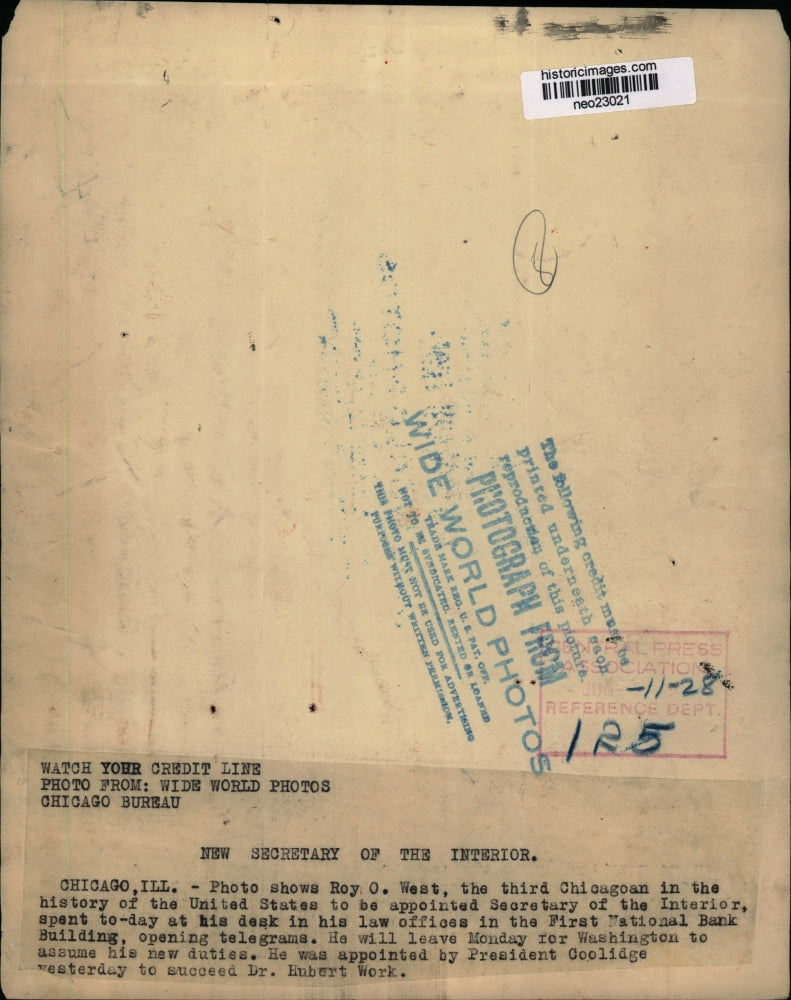 historicimages.com
neo23021
The following credit must be
printed underneath each
reproduction of this picture
PHOTOGRAPH FROM
WIDE WORLD PHOTOS
TRADE MARK REG. U. S. PAT. OFF.
NOT TO BE SYNDICATED, RENTED OR LOANED
THIS PHOTO MUST NOT BE USED FOR ADVERTISING
PURPOSES WITHOUT WRITTEN PERMISSION.
CENTRAL PRESS
ASSOCIATION
JUN -11-28
REFERENCE DEPT.
125
WATCH YOUR CREDIT LINE
PHOTO FROM: WIDE WORLD PHOTOS
CHICAGO BUREAU
NEW SECRETARY OF THE INTERIOR.
CHICAGO,ILL. - Photo shows Roy O. West, the third Chicagoan in the
history of the United States to be appointed Secretary of the Interior,
spent to-day at his desk in his law offices in the First National Bank
Building, opening telegrams. He will leave Monday for Washington to
assume his new duties. He was appointed by President Coolidge
yesterday to succeed Dr. Hubert Work.